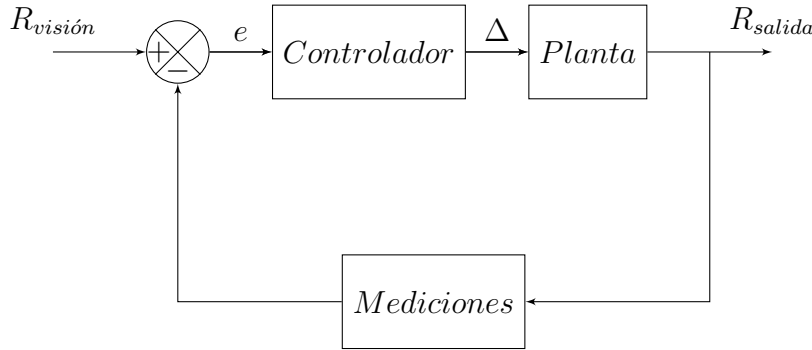 R_visión
+
−
e
Controlador
Δ
Planta
R_salida
Mediciones